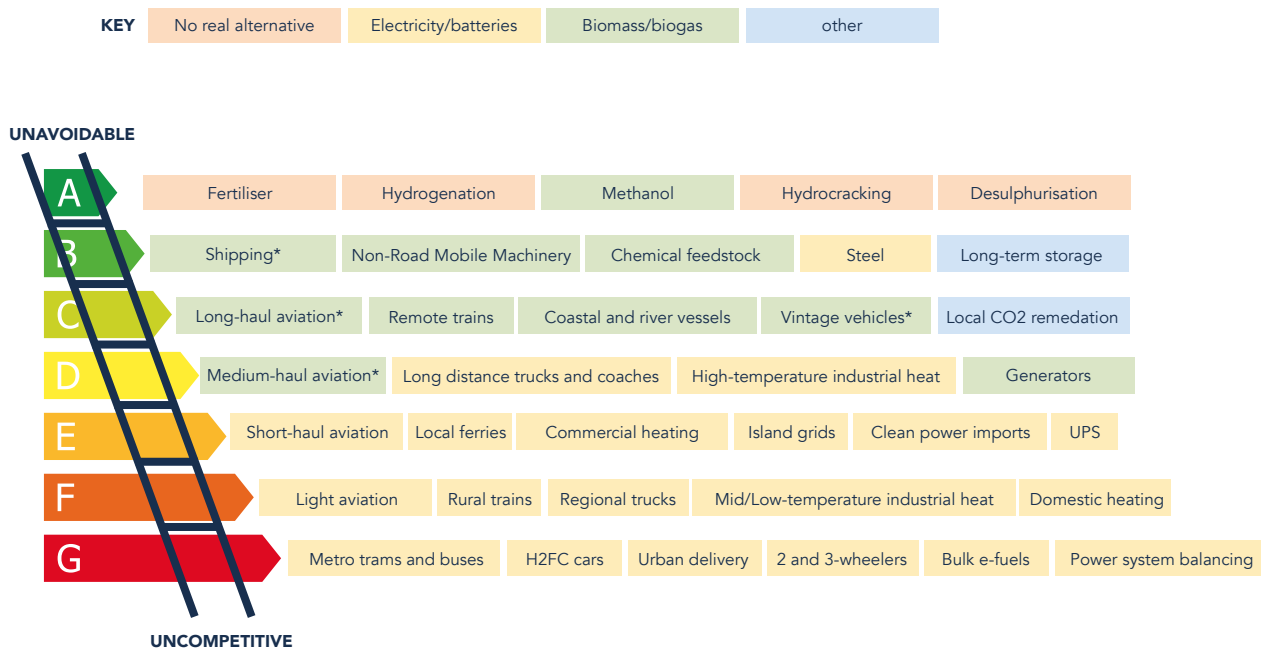 KEY No real alternative Electricity/batteries Biomass/biogas other
UNAVOIDABLE
A Fertiliser Hydrogenation Methanol Hydrocracking Desulphurisation
B Shipping* Non-Road Mobile Machinery Chemical feedstock Steel Long-term storage
C Long-haul aviation* Remote trains Coastal and river vessels Vintage vehicles* Local CO2 remedation
D Medium-haul aviation* Long distance trucks and coaches High-temperature industrial heat Generators
E Short-haul aviation Local ferries Commercial heating Island grids Clean power imports UPS
F Light aviation Rural trains Regional trucks Mid/Low-temperature industrial heat Domestic heating
G Metro trams and buses H2FC cars Urban delivery 2 and 3-wheelers Bulk e-fuels Power system balancing
UNCOMPETITIVE